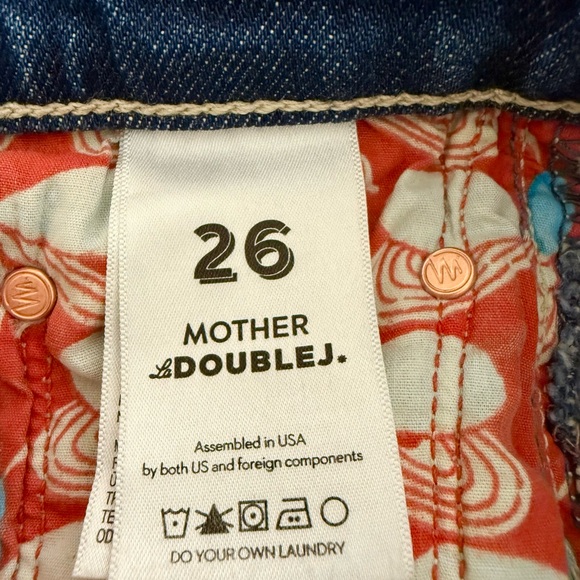 26
MOTHER
La DOUBLEJ.
Assembled in USA
by both US and foreign components
DO YOUR OWN LAUNDRY